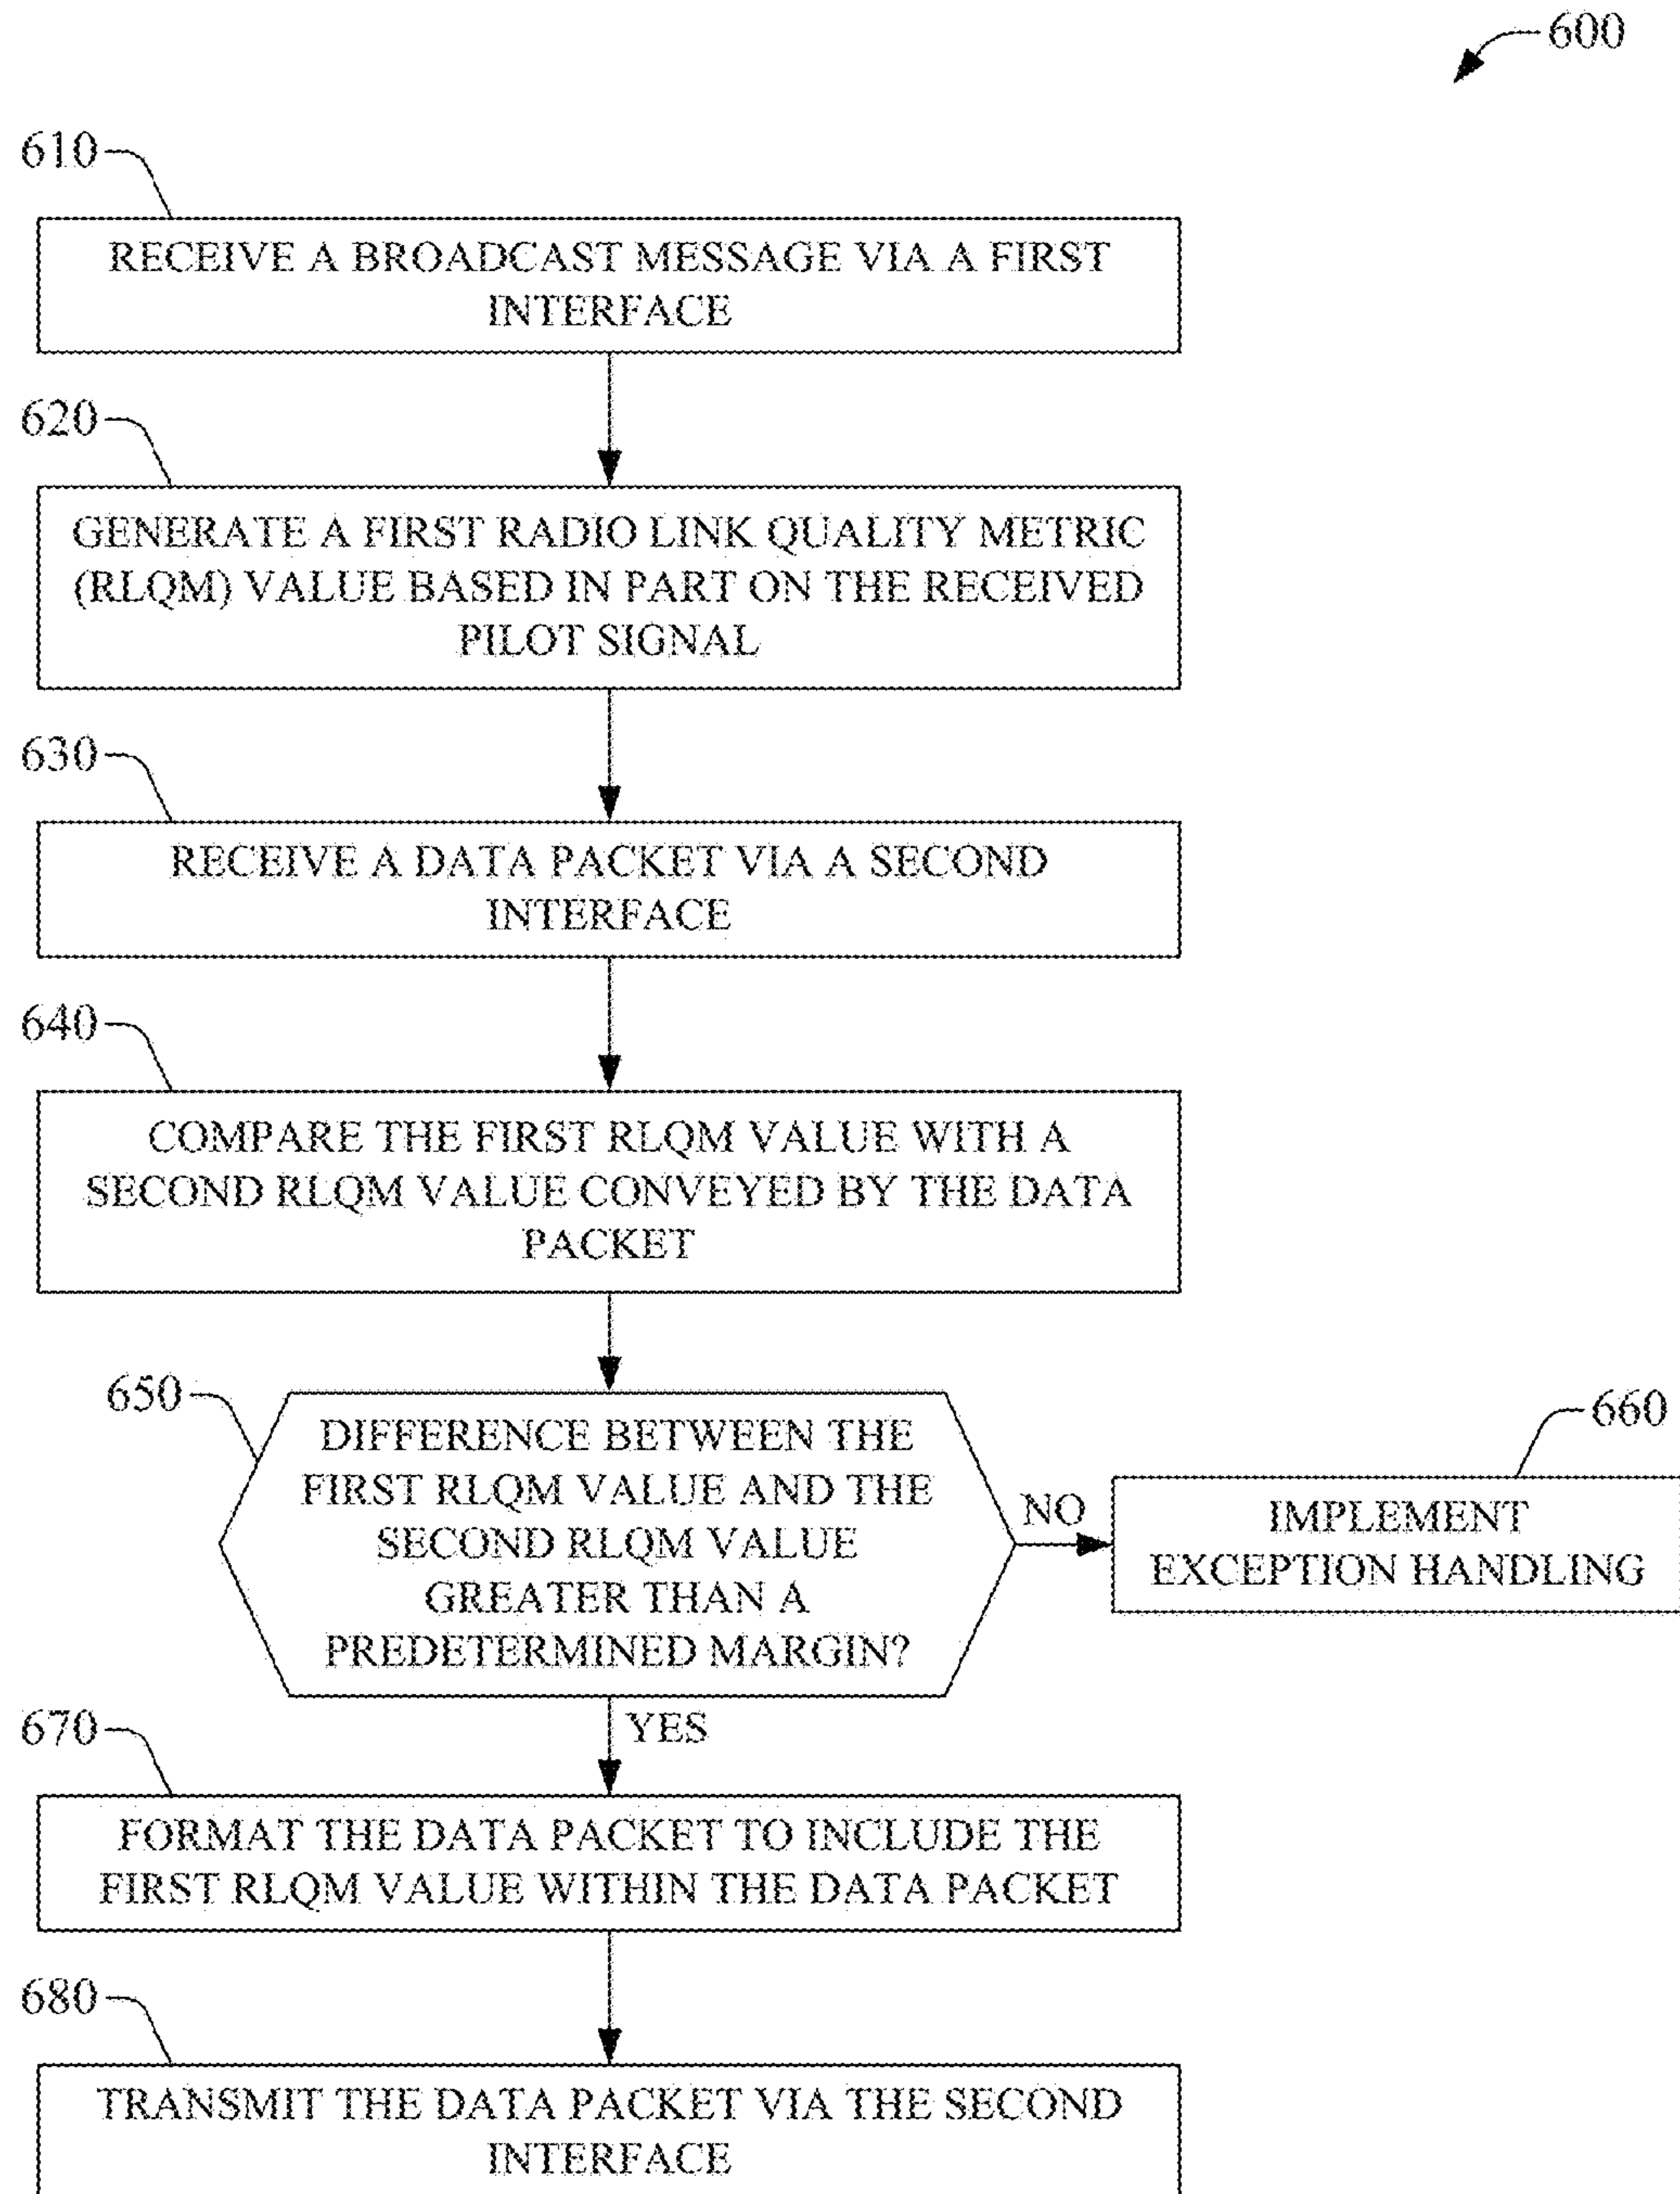 600
610
RECEIVE A BROADCAST MESSAGE VIA A FIRST
INTERFACE
620
GENERATE A FIRST RADIO LINK QUALITY METRIC
(RLQM) VALUE BASED IN PART ON THE RECEIVED
PILOT SIGNAL
630
RECEIVE A DATA PACKET VIA A SECOND
INTERFACE
640
COMPARE THE FIRST RLQM VALUE WITH A
SECOND RLQM VALUE CONVEYED BY THE DATA
PACKET
650
DIFFERENCE BETWEEN THE
FIRST RLQM VALUE AND THE
SECOND RLQM VALUE
GREATER THAN A
PREDETERMINED MARGIN?
NO
660
IMPLEMENT
EXCEPTION HANDLING
YES
670
FORMAT THE DATA PACKET TO INCLUDE THE
FIRST RLQM VALUE WITHIN THE DATA PACKET
680
TRANSMIT THE DATA PACKET VIA THE SECOND
INTERFACE